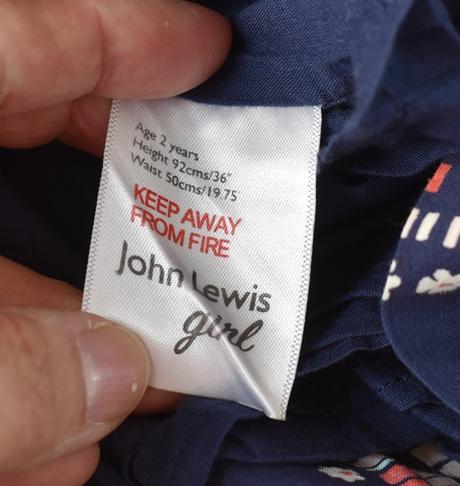 Age 2 years
Height 92cms/36"
Waist 50cms/19.75"
KEEP AWAY
FROM FIRE
John Lewis
girl